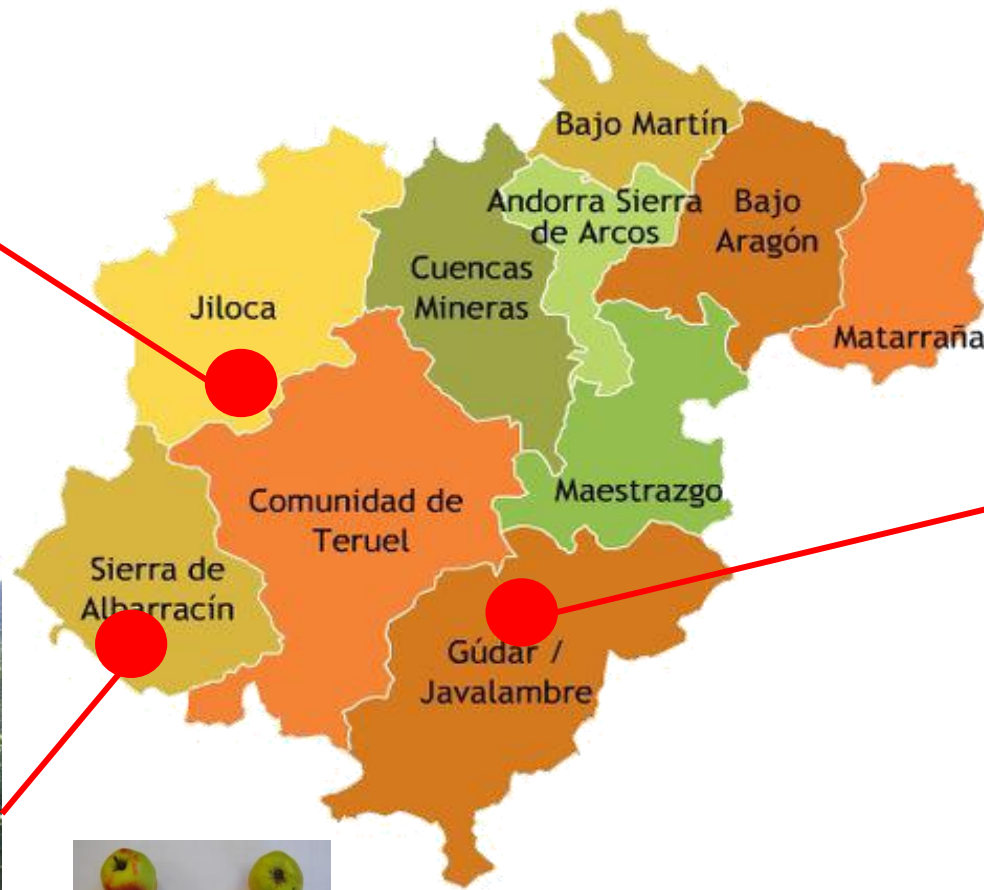 Bajo Martín
Andorra Sierra
de Arcos
Bajo
Aragón
Cuencas
Mineras
Jiloca
Matarraña
Comunidad de
Teruel
Maestrazgo
Sierra de
Albarracín
Gúdar /
Javalambre